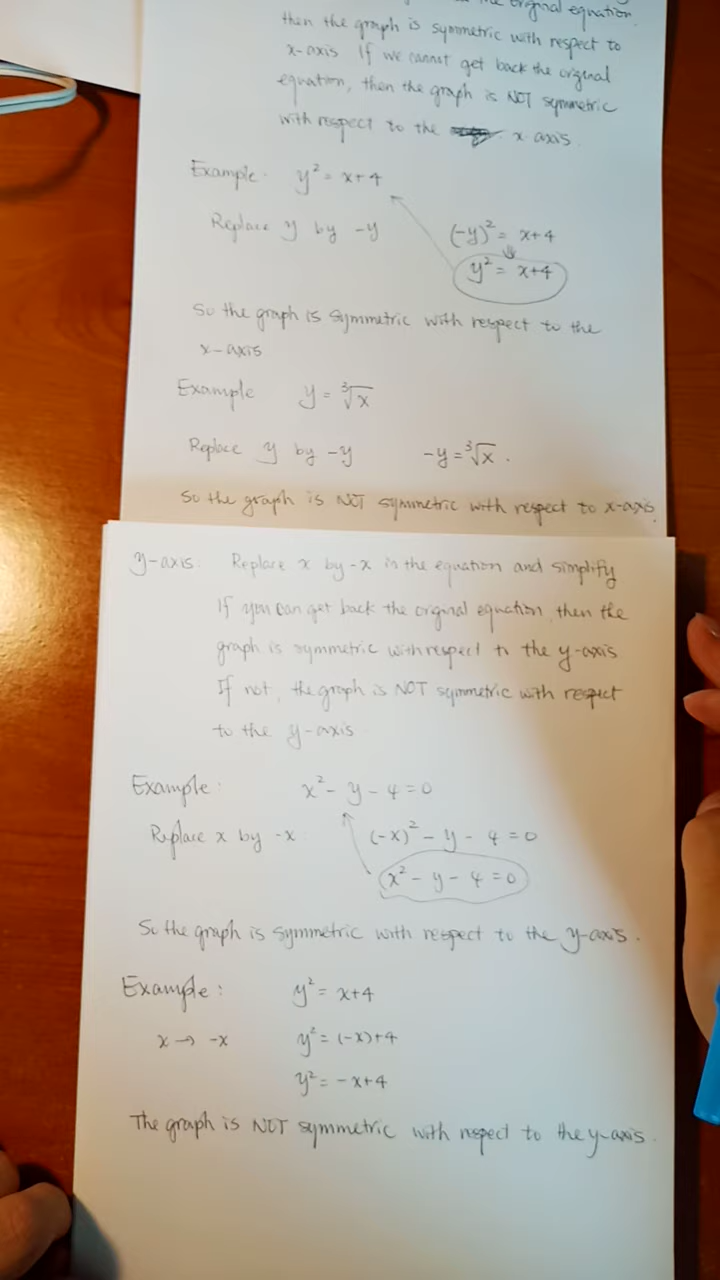 the orginal equation.
then the graph is symmetric with respect to
x-axis If we cannot get back the orginal
equation, then the graph is NOT symmetric
with respect to the x-axis.
Example. y² = x+4
Replace y by -y (-y)² = x+4
y² = x+4
So the graph is symmetric with respect to the
x-axis
Example y = ∛x
Replace y by -y -y = ∛x .
So the graph is NOT symmetric with respect to x-axis.
y-axis. Replace x by -x in the equation and simplify
If you can get back the orginal equation, then the
graph is symmetric with respect to the y-axis
If not, the graph is NOT symmetric with respect
to the y-axis.
Example: x² - y - 4 = 0
Replace x by -x (-x)² - y - 4 = 0
x² - y - 4 = 0
So the graph is symmetric with respect to the y-axis.
Example: y² = x+4
x → -x y² = (-x)+4
y² = -x+4
The graph is NOT symmetric with respect to the y-axis.